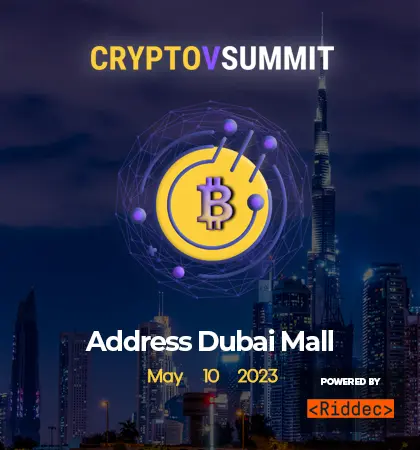 CRYPTOVSUMMIT
Address Dubai Mall
May 10 2023
POWERED BY
<Riddec>